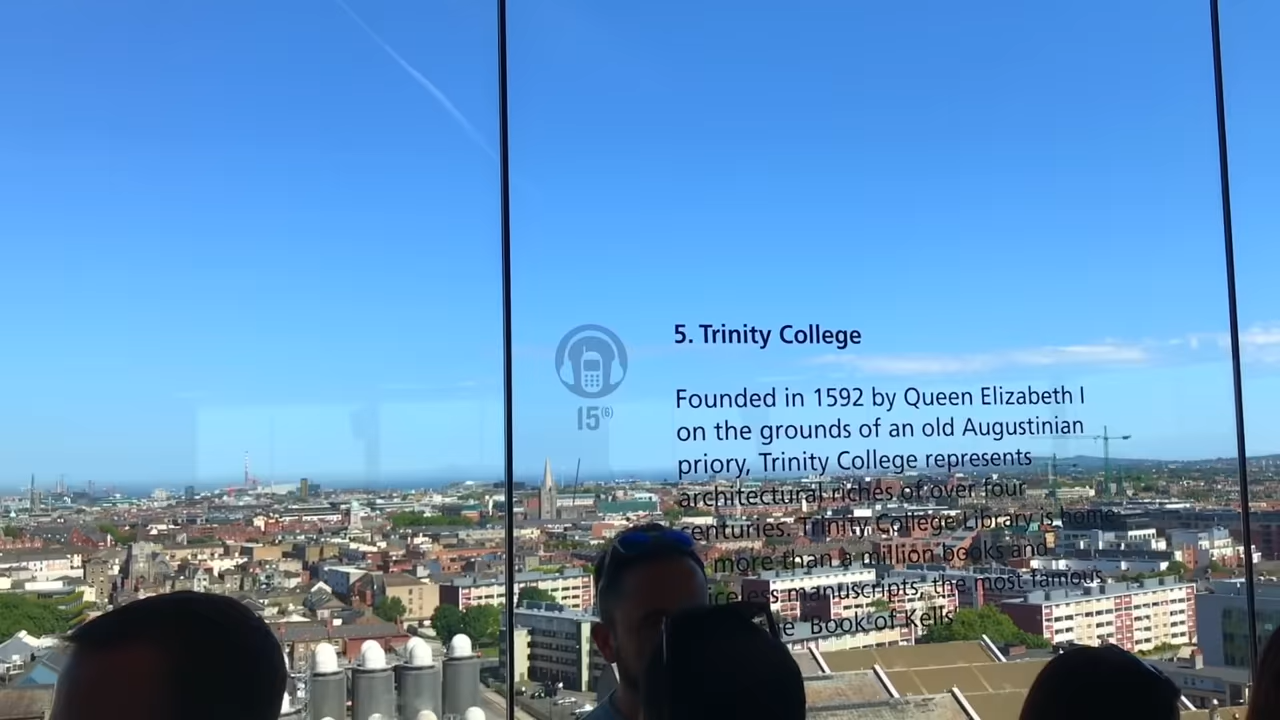 5. Trinity College
15(6)
Founded in 1592 by Queen Elizabeth I
on the grounds of an old Augustinian
priory, Trinity College represents
architectural riches of over four
centuries. Trinity College Library is home
more than a million books and
iceless manuscripts, the most famous
'Book of Kells'